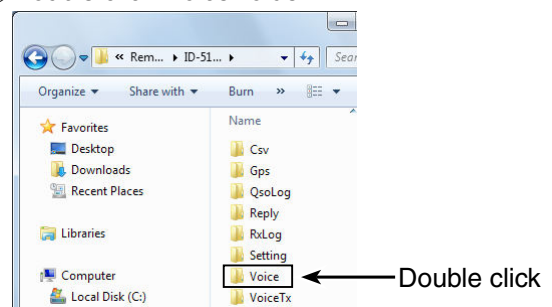 « Rem... ▸ ID-51... ▸
Organize ▼ Share with ▼ Burn »
Favorites
Desktop
Downloads
Recent Places
Libraries
Computer
Local Disk (C:)
Name
Csv
Gps
QsoLog
Reply
RxLog
Setting
Voice
VoiceTx
Double click